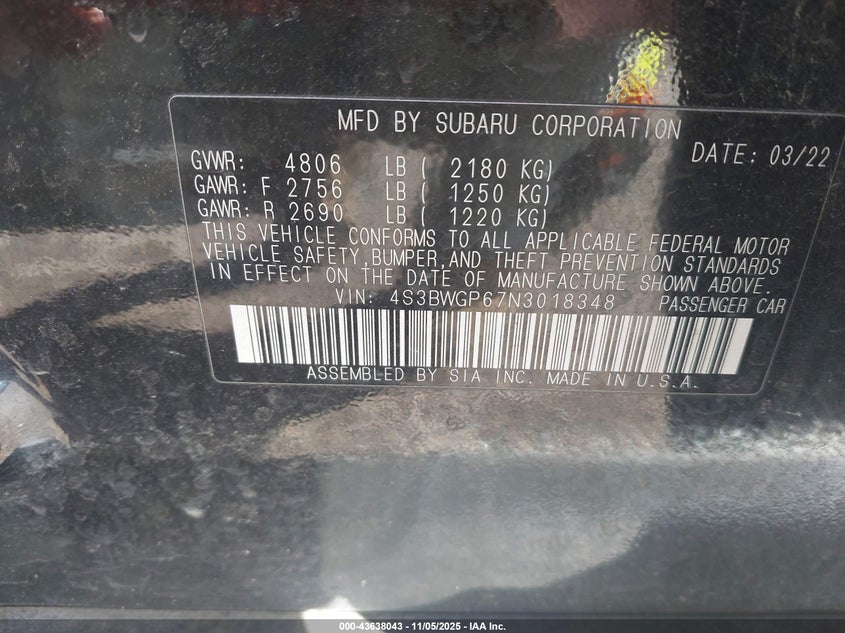 MFD BY SUBARU CORPORATION
DATE: 03/22
GVWR: 4806 LB ( 2180 KG)
GAWR: F 2756 LB ( 1250 KG)
GAWR: R 2690 LB ( 1220 KG)
THIS VEHICLE CONFORMS TO ALL APPLICABLE FEDERAL MOTOR
VEHICLE SAFETY,BUMPER,AND THEFT PREVENTION STANDARDS
IN EFFECT ON THE DATE OF MANUFACTURE SHOWN ABOVE.
VIN: 4S3BWGP67N3018348 PASSENGER CAR
ASSEMBLED BY SIA INC. MADE IN U.S.A.
000-43638043 - 11/05/2025 - IAA Inc.